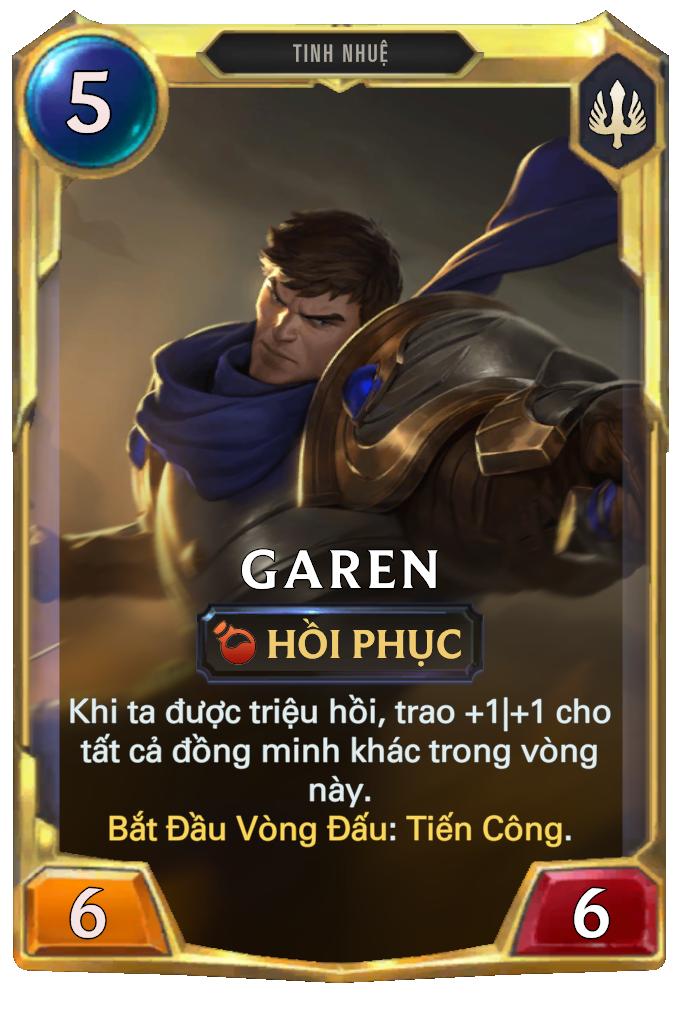 5
TINH NHUỆ
GAREN
HỒI PHỤC
Khi ta được triệu hồi, trao +1|+1 cho
tất cả đồng minh khác trong vòng
này.
Bắt Đầu Vòng Đấu: Tiến Công.
6
6